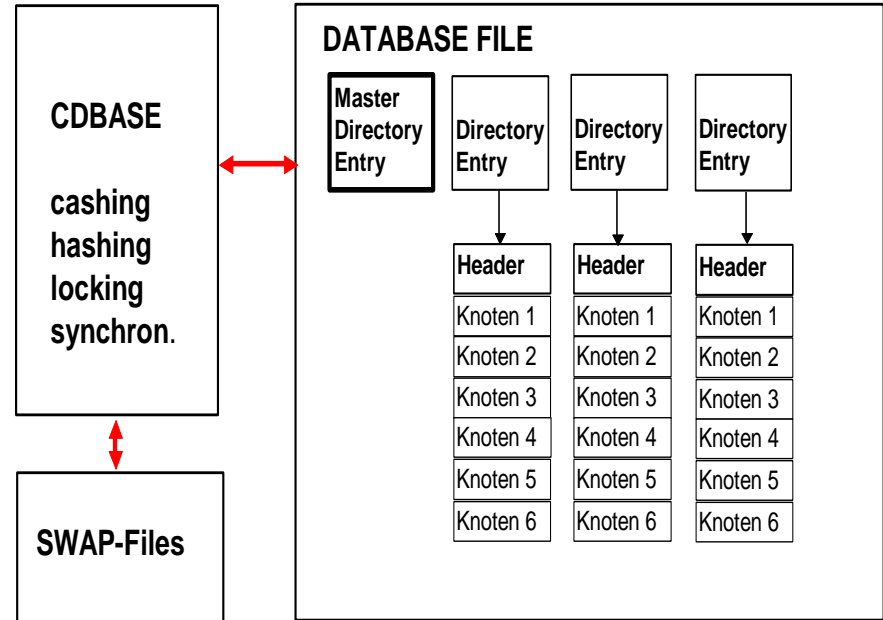 CDBASE
cashing
hashing
locking
synchron.
SWAP-Files
DATABASE FILE
Master
Directory
Entry
Directory
Entry
Directory
Entry
Directory
Entry
Header
Knoten 1
Knoten 2
Knoten 3
Knoten 4
Knoten 5
Knoten 6
Header
Knoten 1
Knoten 2
Knoten 3
Knoten 4
Knoten 5
Knoten 6
Header
Knoten 1
Knoten 2
Knoten 3
Knoten 4
Knoten 5
Knoten 6